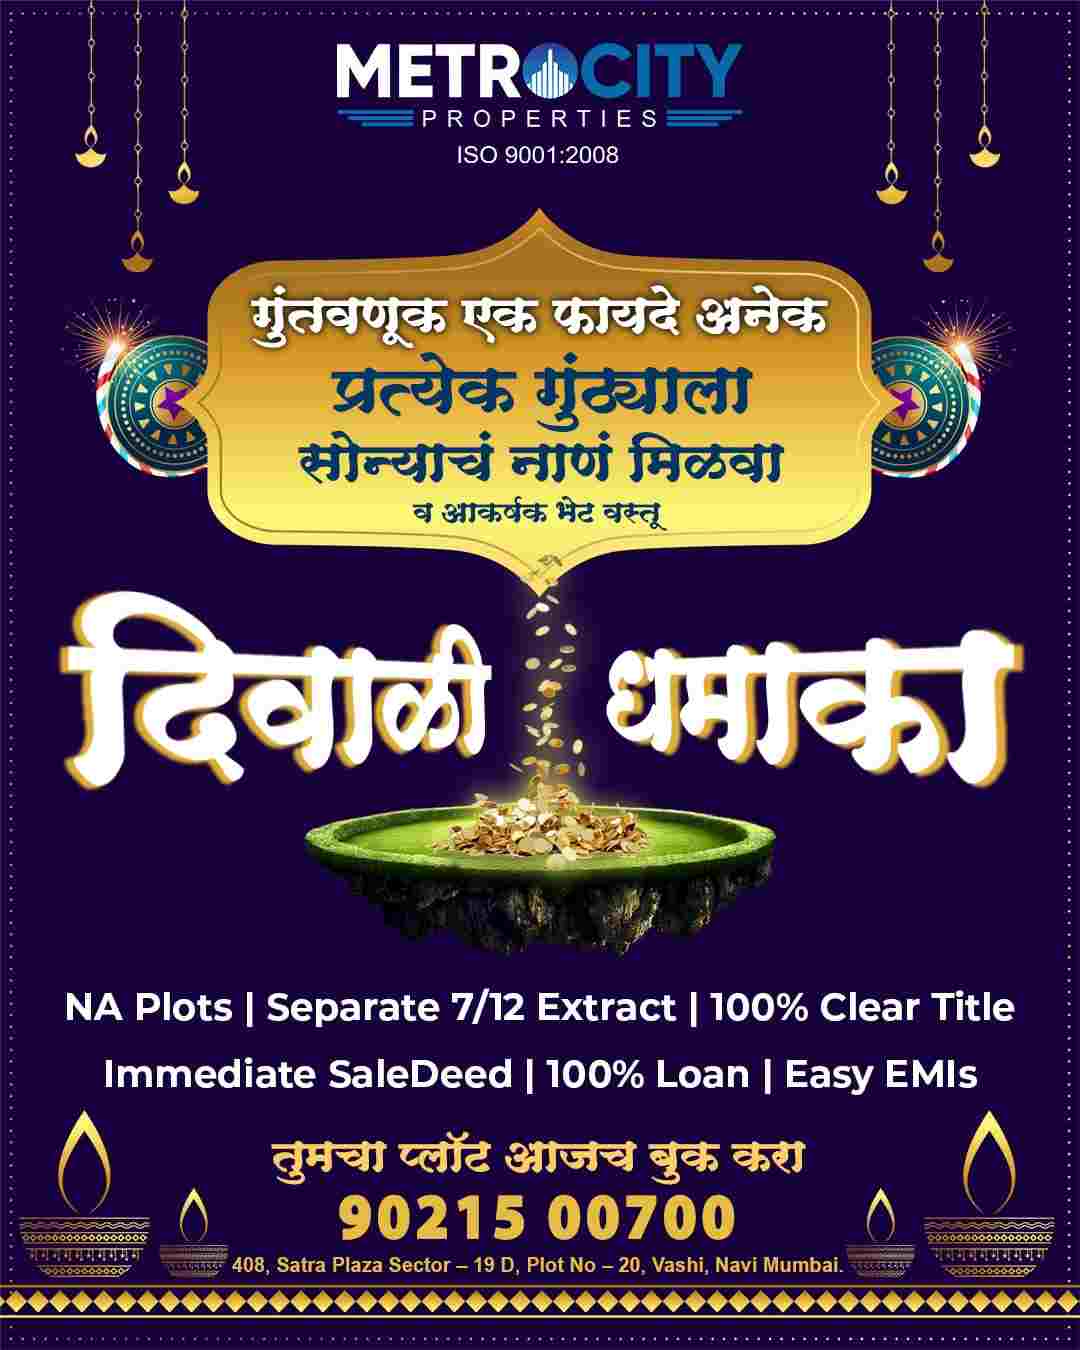 METROCITY
PROPERTIES
ISO 9001:2008
गुंतवणूक एक फायदे अनेक
प्रत्येक गुंठ्याला
सोन्याचं नाणं मिळवा
व आकर्षक भेट वस्तू
दिवाळी धमाका
NA Plots | Separate 7/12 Extract | 100% Clear Title
Immediate SaleDeed | 100% Loan | Easy EMIs
तुमचा प्लॉट आजच बुक करा
90215 00700
408, Satra Plaza Sector – 19 D, Plot No – 20, Vashi, Navi Mumbai.